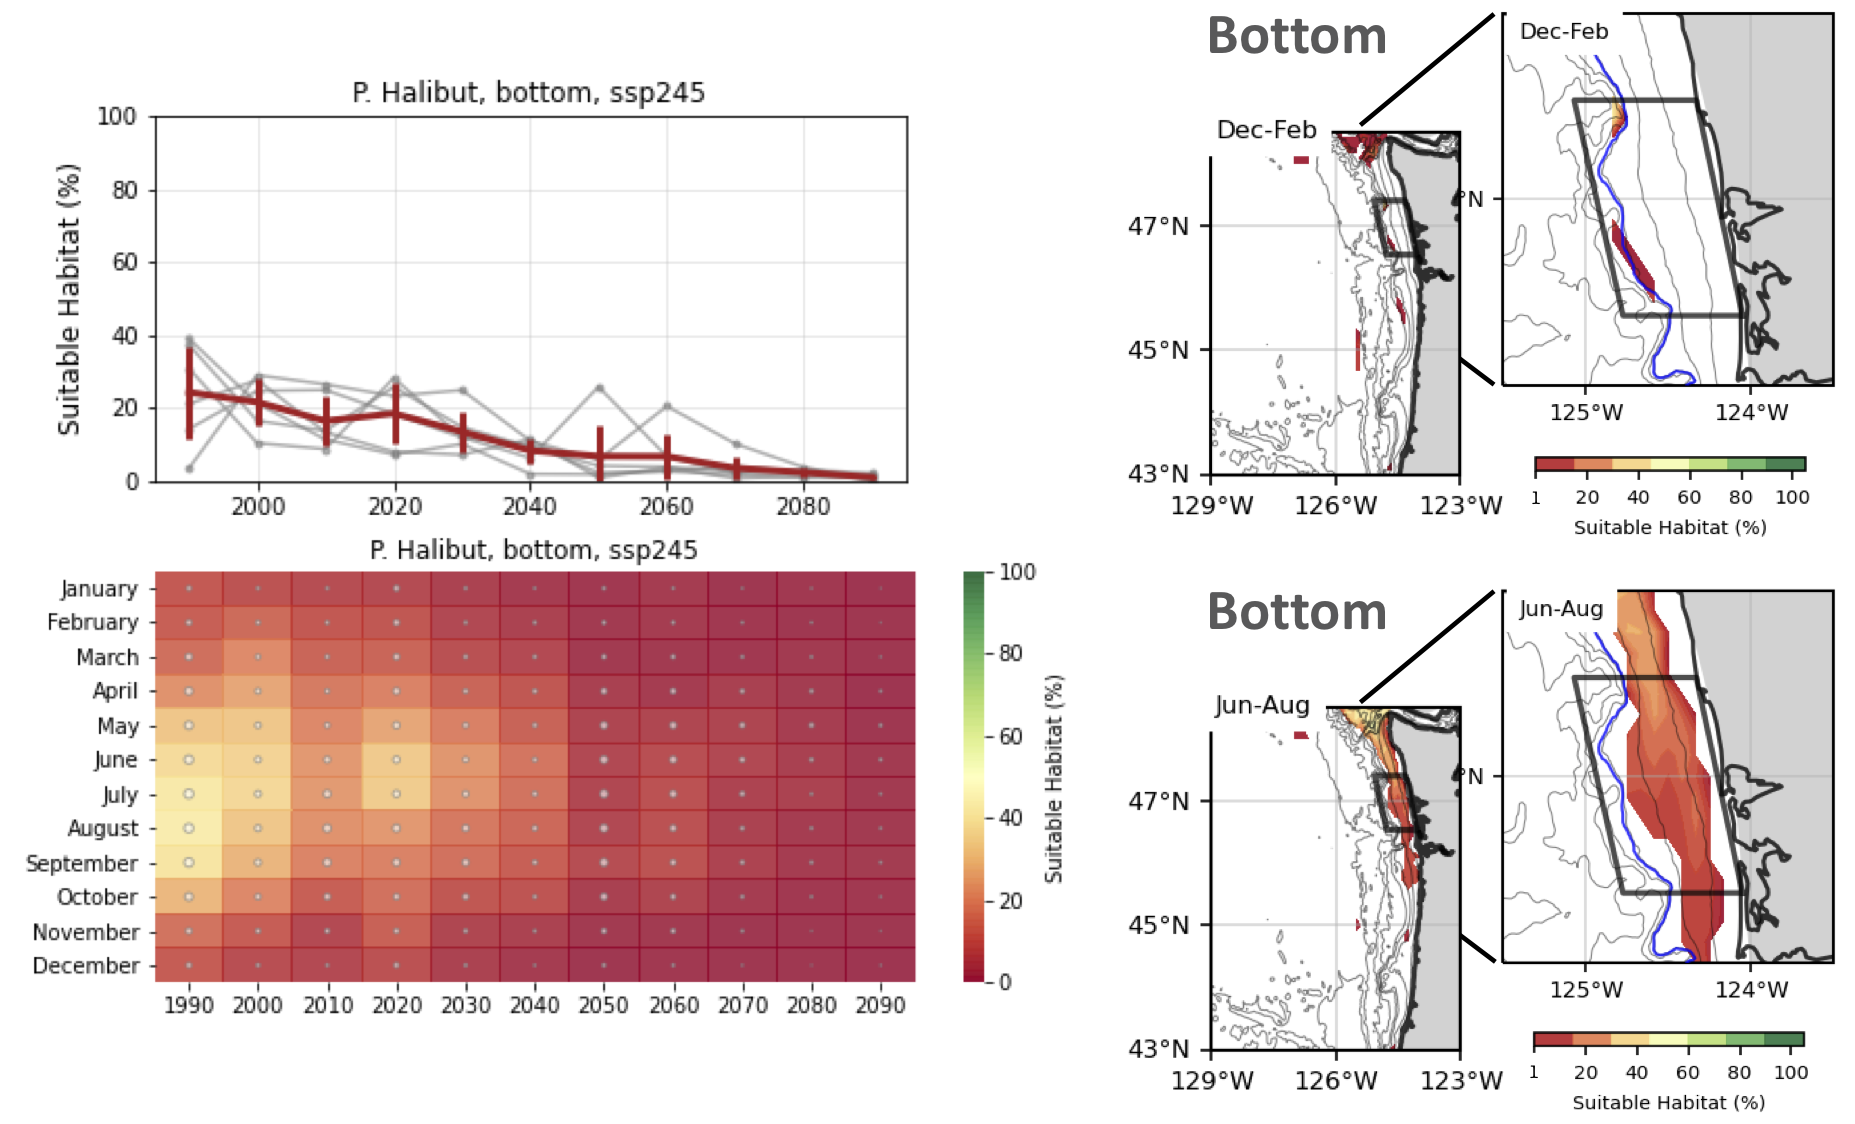 P. Halibut, bottom, ssp245
Suitable Habitat (%)
100
80
60
40
20
0
2000
2020
2040
2060
2080
P. Halibut, bottom, ssp245
January
February
March
April
May
June
July
August
September
October
November
December
1990
2000
2010
2020
2030
2040
2050
2060
2070
2080
2090
100
80
60
40
20
0
Suitable Habitat (%)
Bottom
Dec-Feb
47°N
45°N
43°N
129°W
126°W
123°W
Dec-Feb
°N
125°W
124°W
1
20
40
60
80
100
Suitable Habitat (%)
Bottom
Jun-Aug
47°N
45°N
43°N
129°W
126°W
123°W
Jun-Aug
°N
125°W
124°W
1
20
40
60
80
100
Suitable Habitat (%)